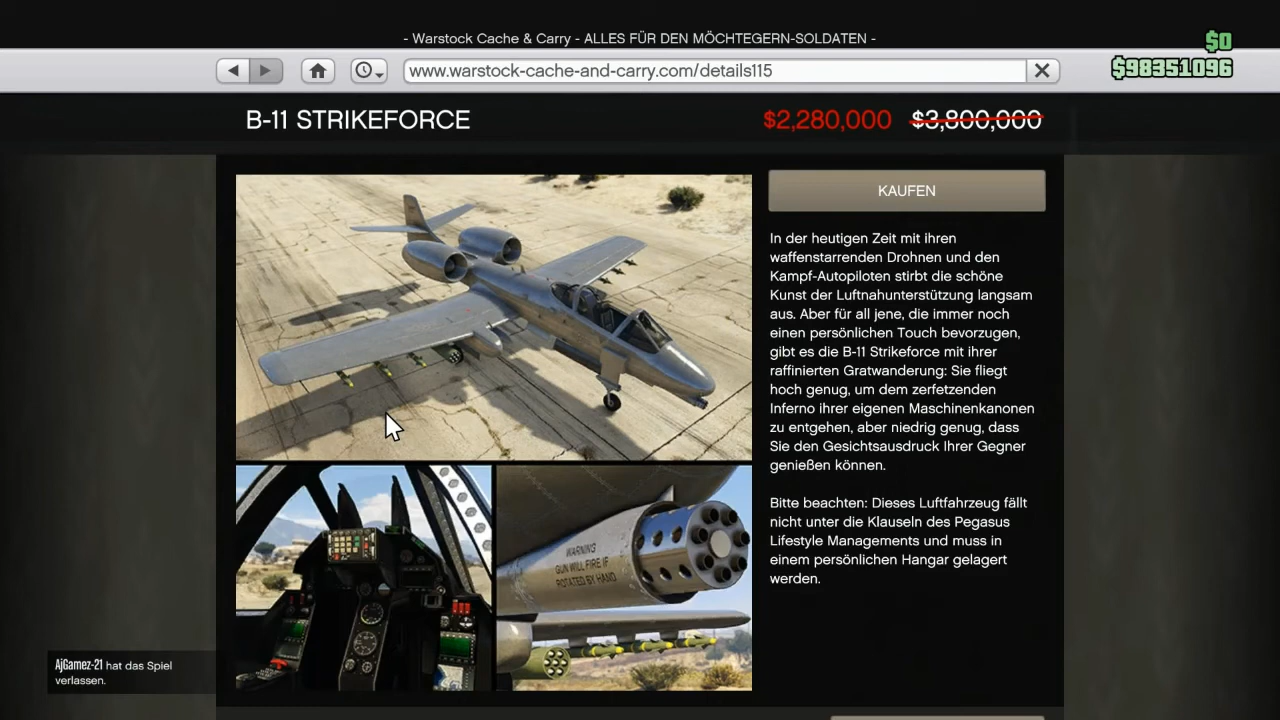 - Warstock Cache & Carry - ALLES FÜR DEN MÖCHTEGERN-SOLDATEN -
$0
www.warstock-cache-and-carry.com/details115
$98351096
B-11 STRIKEFORCE
$2,280,000 $3,800,000
KAUFEN
In der heutigen Zeit mit ihren
waffenstarrenden Drohnen und den
Kampf-Autopiloten stirbt die schöne
Kunst der Luftnahunterstützung langsam
aus. Aber für all jene, die immer noch
einen persönlichen Touch bevorzugen,
gibt es die B-11 Strikeforce mit ihrer
raffinierten Gratwanderung: Sie fliegt
hoch genug, um dem zerfetzenden
Inferno ihrer eigenen Maschinenkanonen
zu entgehen, aber niedrig genug, dass
Sie den Gesichtsausdruck Ihrer Gegner
genießen können.
Bitte beachten: Dieses Luftfahrzeug fällt
nicht unter die Klauseln des Pegasus
Lifestyle Managements und muss in
einem persönlichen Hangar gelagert
werden.
WARNING
GUN WILL FIRE IF
ROTATED BY HAND
AjGamez-21 hat das Spiel
verlassen.